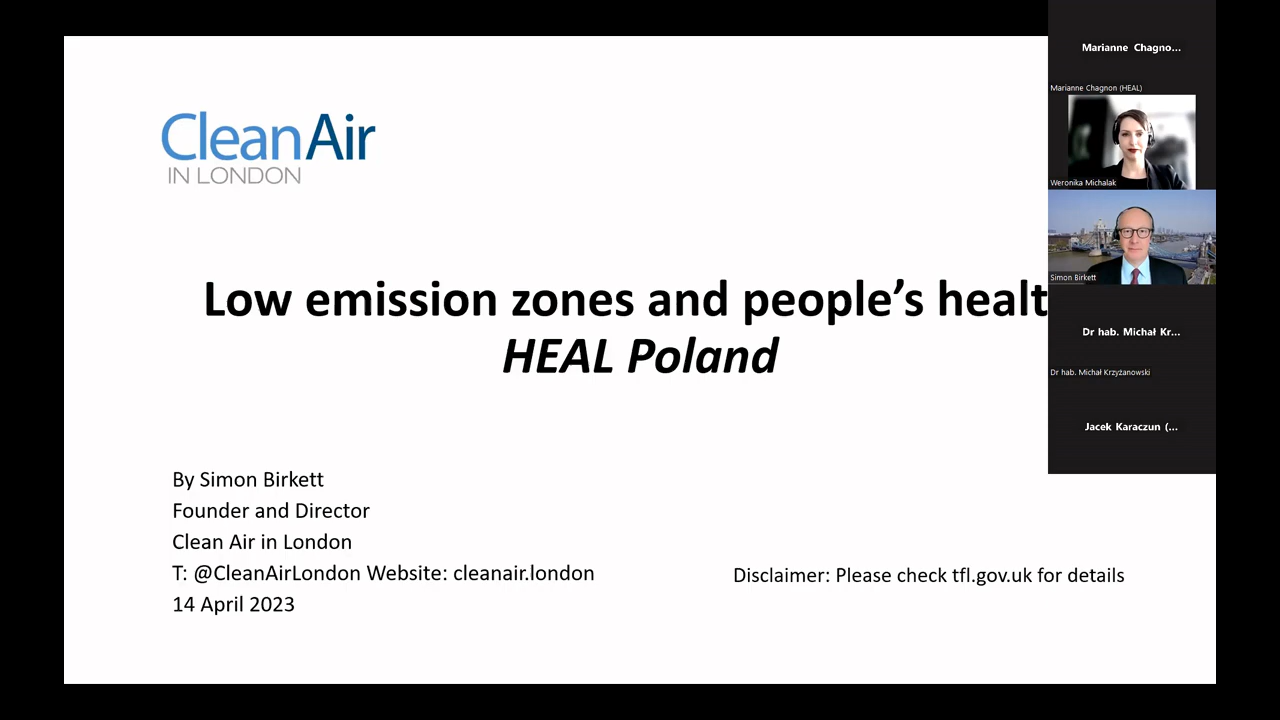 Clean Air
IN LONDON
Low emission zones and people’s healt
HEAL Poland
By Simon Birkett
Founder and Director
Clean Air in London
T: @CleanAirLondon Website: cleanair.london
14 April 2023
Disclaimer: Please check tfl.gov.uk for details
Marianne Chagno...
Marianne Chagnon (HEAL)
Weronika Michalak
Simon Birkett
Dr hab. Michał Kr...
Dr hab. Michał Krzyżanowski
Jacek Karaczun (...